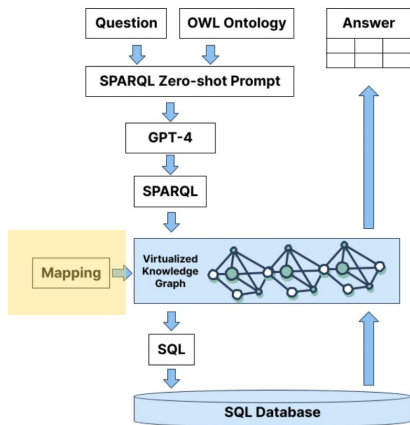 Question
OWL Ontology
Answer
SPARQL Zero-shot Prompt
GPT-4
SPARQL
Mapping
Virtualized
Knowledge
Graph
SQL
SQL Database